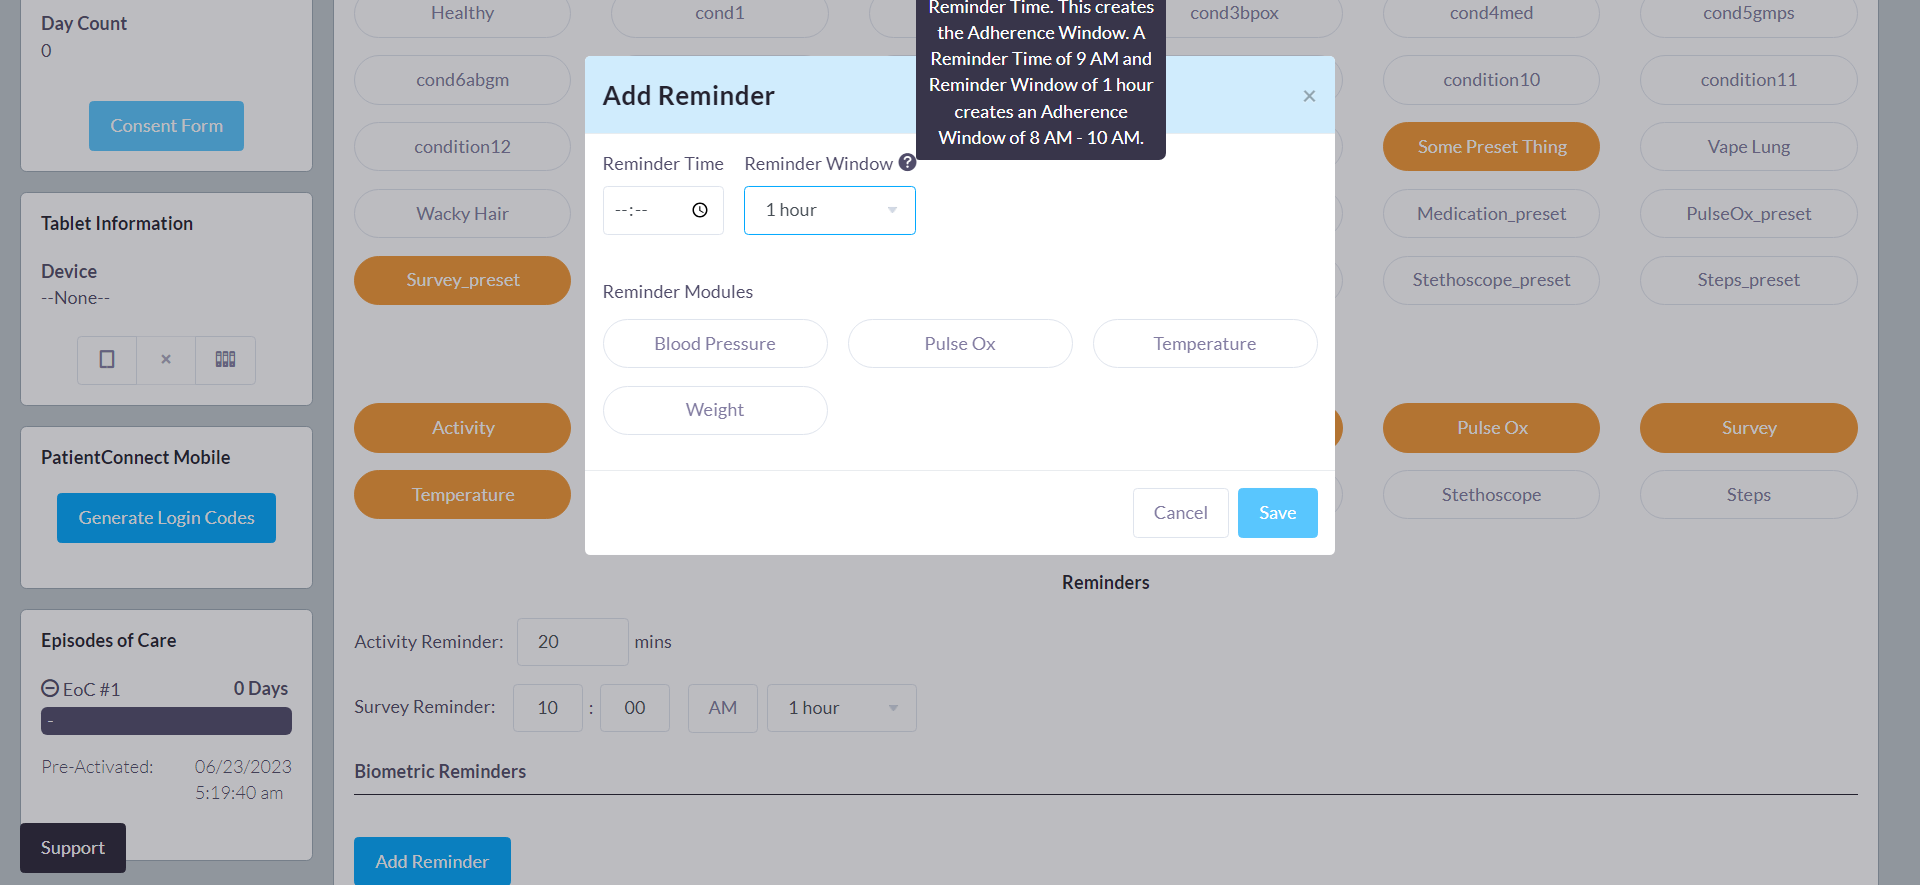 Day Count
0
Consent Form
Tablet Information
Device
--None--
PatientConnect Mobile
Generate Login Codes
Episodes of Care
EoC #1
0 Days
-
Pre-Activated:
06/23/2023
5:19:40 am
Support
Healthy
cond1
cond3bpox
cond4med
cond5gmps
cond6abgm
condition10
condition11
condition12
Some Preset Thing
Vape Lung
Wacky Hair
Medication_preset
PulseOx_preset
Survey_preset
Stethoscope_preset
Steps_preset
Activity
Pulse Ox
Survey
Temperature
Stethoscope
Steps
Reminder Time. This creates
the Adherence Window. A
Reminder Time of 9 AM and
Reminder Window of 1 hour
creates an Adherence
Window of 8 AM - 10 AM.
Add Reminder
×
Reminder Time
Reminder Window ?
--:--
1 hour
Reminder Modules
Blood Pressure
Pulse Ox
Temperature
Weight
Cancel
Save
Reminders
Activity Reminder:
20
mins
Survey Reminder:
10
:
00
AM
1 hour
Biometric Reminders
Add Reminder